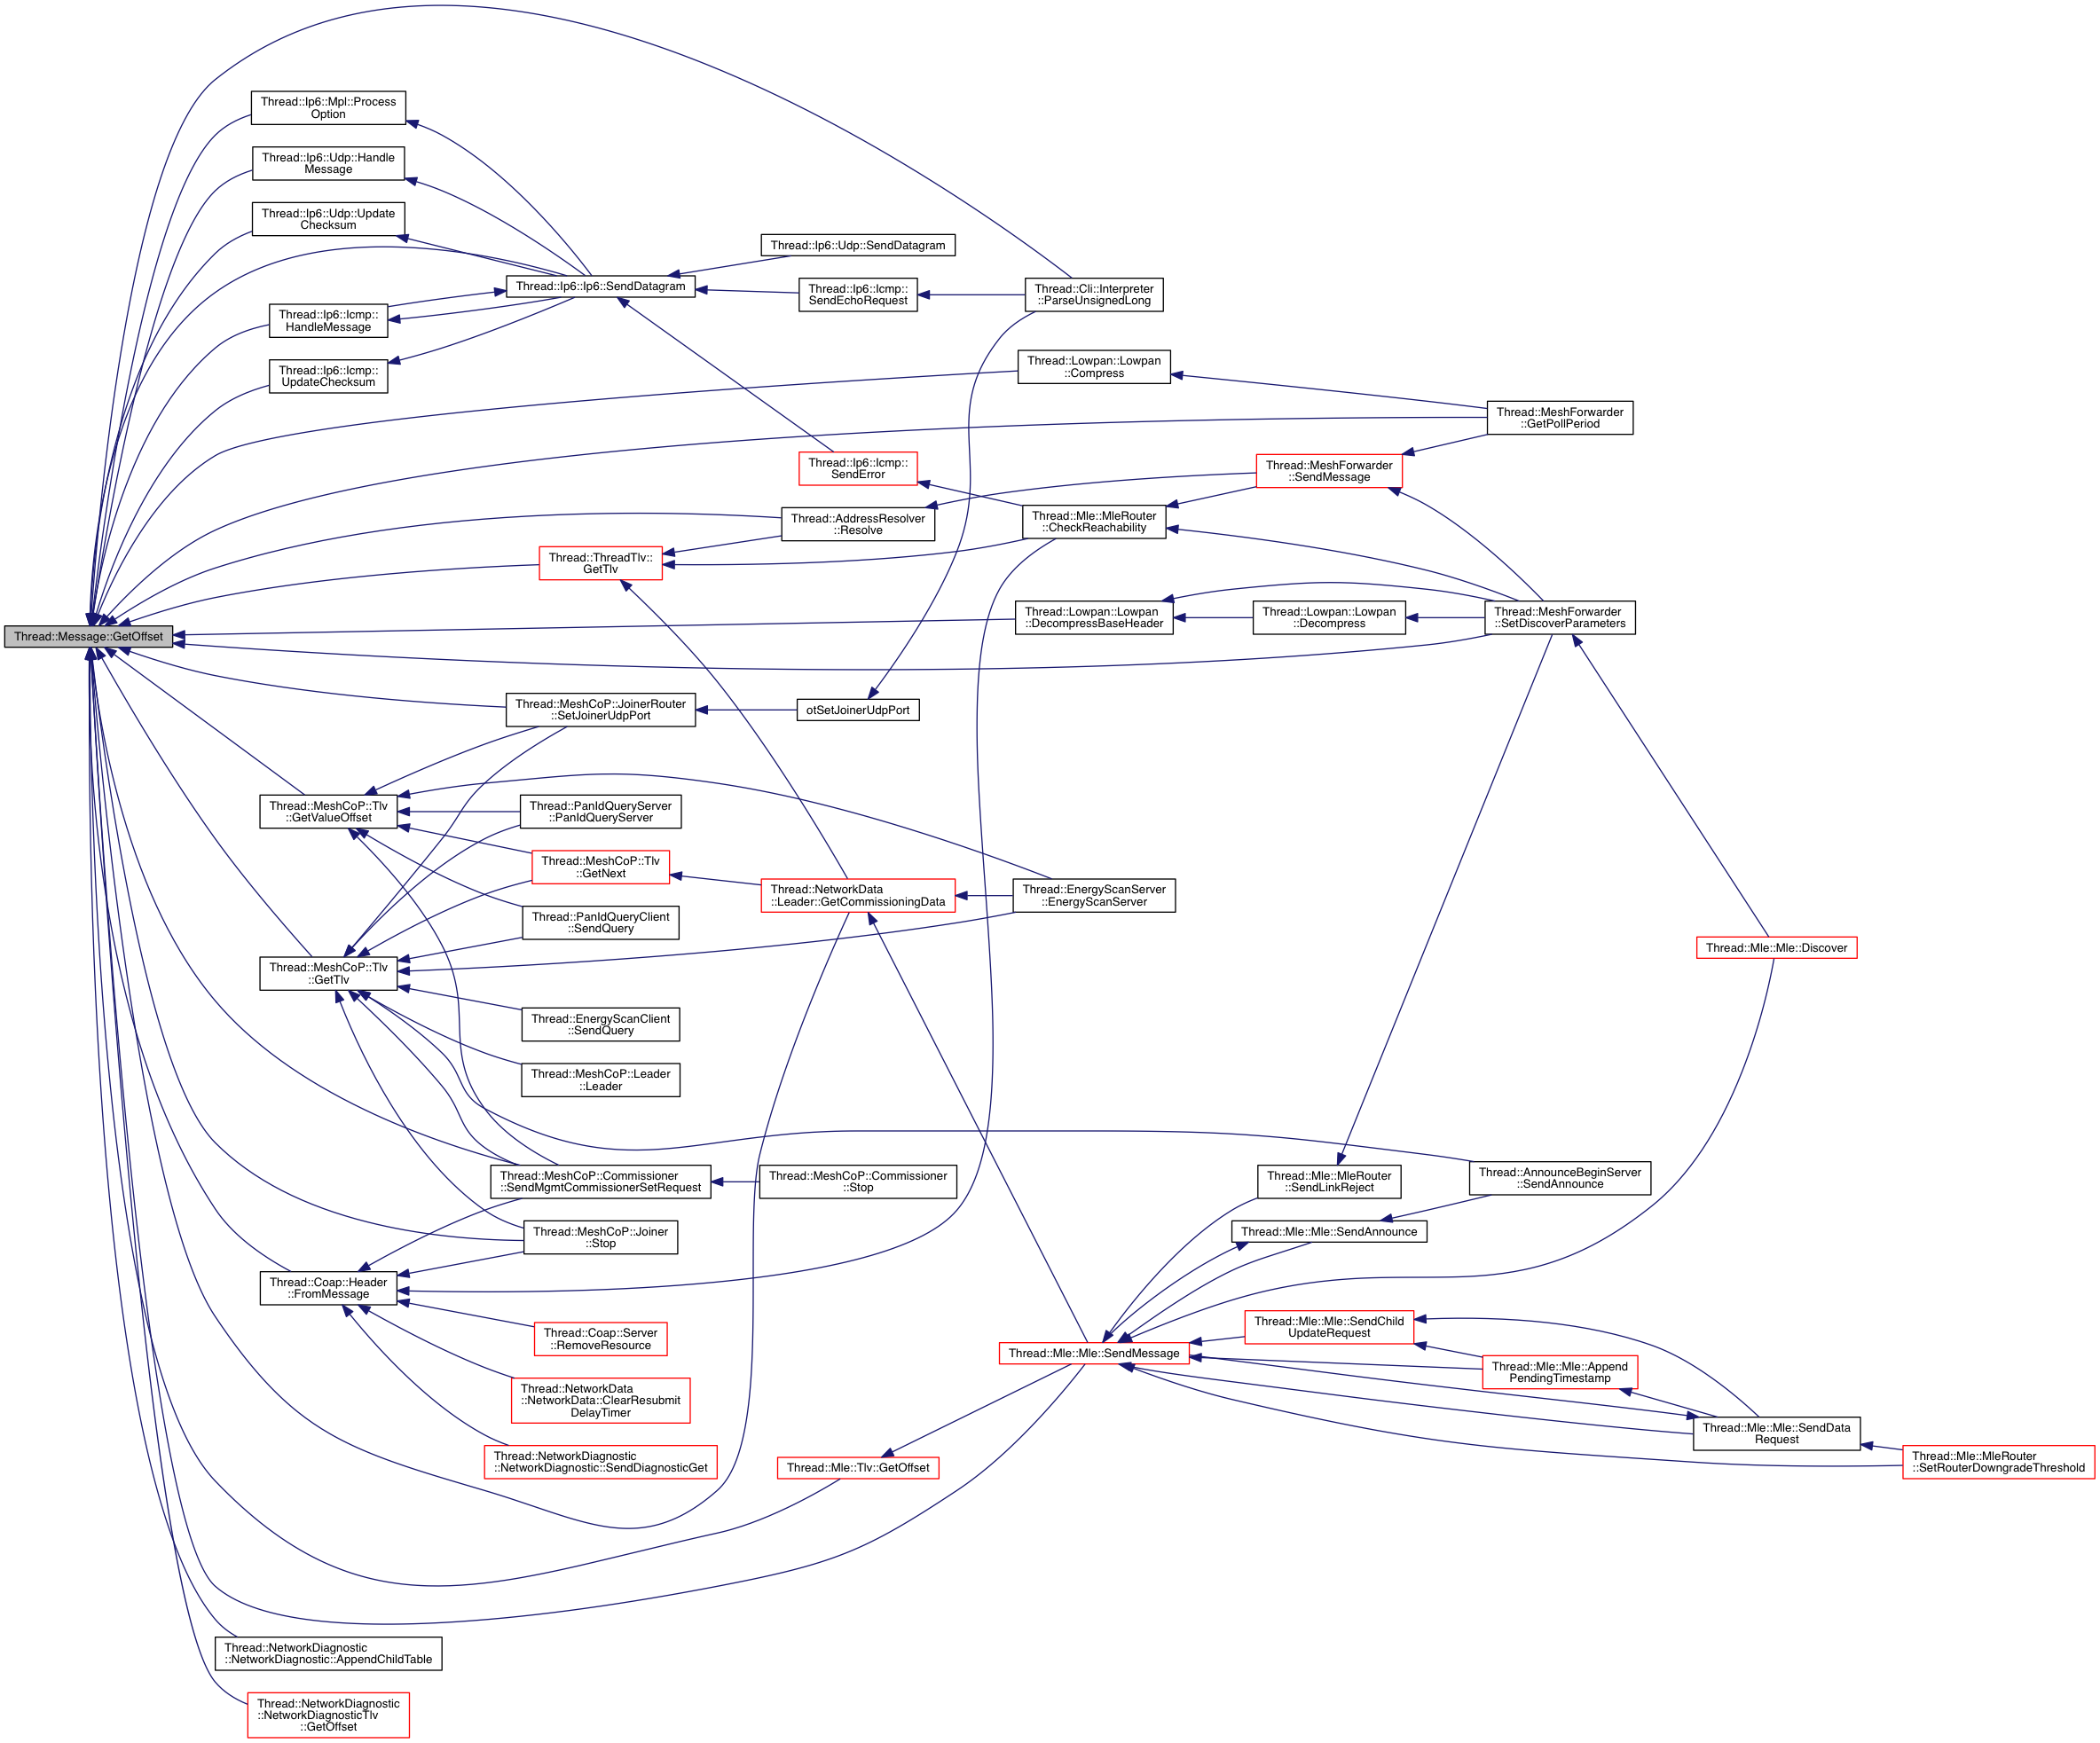 Thread::Ip6::Mpl::Process
Option
Thread::Ip6::Udp::Handle
Message
Thread::Ip6::Udp::Update
Checksum
Thread::Ip6::Udp::SendDatagram
Thread::Ip6::Ip6::SendDatagram
Thread::Ip6::Icmp::
SendEchoRequest
Thread::Cli::Interpreter
::ParseUnsignedLong
Thread::Ip6::Icmp::
HandleMessage
Thread::Ip6::Icmp::
UpdateChecksum
Thread::Lowpan::Lowpan
::Compress
Thread::MeshForwarder
::GetPollPeriod
Thread::Ip6::Icmp::
SendError
Thread::MeshForwarder
::SendMessage
Thread::AddressResolver
::Resolve
Thread::Mle::MleRouter
::CheckReachability
Thread::ThreadTlv::
GetTlv
Thread::Message::GetOffset
Thread::Lowpan::Lowpan
::DecompressBaseHeader
Thread::Lowpan::Lowpan
::Decompress
Thread::MeshForwarder
::SetDiscoverParameters
Thread::MeshCoP::JoinerRouter
::SetJoinerUdpPort
otSetJoinerUdpPort
Thread::MeshCoP::Tlv
::GetValueOffset
Thread::PanIdQueryServer
::PanIdQueryServer
Thread::MeshCoP::Tlv
::GetNext
Thread::NetworkData
::Leader::GetCommissioningData
Thread::EnergyScanServer
::EnergyScanServer
Thread::PanIdQueryClient
::SendQuery
Thread::Mle::Mle::Discover
Thread::MeshCoP::Tlv
::GetTlv
Thread::EnergyScanClient
::SendQuery
Thread::MeshCoP::Leader
::Leader
Thread::MeshCoP::Commissioner
::SendMgmtCommissionerSetRequest
Thread::MeshCoP::Commissioner
::Stop
Thread::Mle::MleRouter
::SendLinkReject
Thread::AnnounceBeginServer
::SendAnnounce
Thread::MeshCoP::Joiner
::Stop
Thread::Mle::Mle::SendAnnounce
Thread::Coap::Header
::FromMessage
Thread::Coap::Server
::RemoveResource
Thread::Mle::Mle::SendMessage
Thread::Mle::Mle::SendChild
UpdateRequest
Thread::Mle::Mle::Append
PendingTimestamp
Thread::NetworkData
::NetworkData::ClearResubmit
DelayTimer
Thread::Mle::Mle::SendData
Request
Thread::NetworkDiagnostic
::NetworkDiagnostic::SendDiagnosticGet
Thread::Mle::Tlv::GetOffset
Thread::Mle::MleRouter
::SetRouterDowngradeThreshold
Thread::NetworkDiagnostic
::NetworkDiagnostic::AppendChildTable
Thread::NetworkDiagnostic
::NetworkDiagnosticTlv
::GetOffset